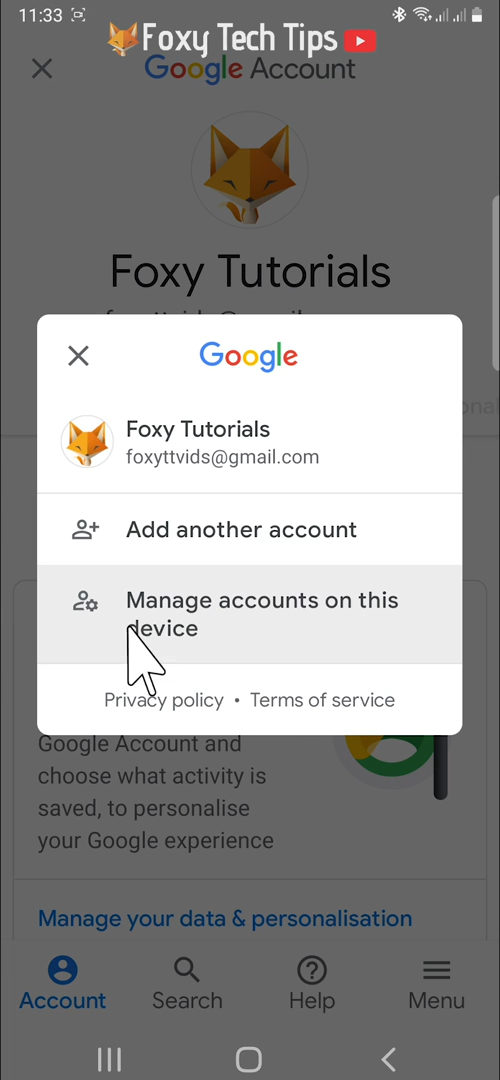 11:33
Foxy Tech Tips
Google Account
Foxy Tutorials
Google
Foxy Tutorials
foxyttvids@gmail.com
Add another account
Manage accounts on this
device
Privacy policy • Terms of service
Google Account and
choose what activity is
saved, to personalise
your Google experience
Manage your data & personalisation
Account Search Help Menu